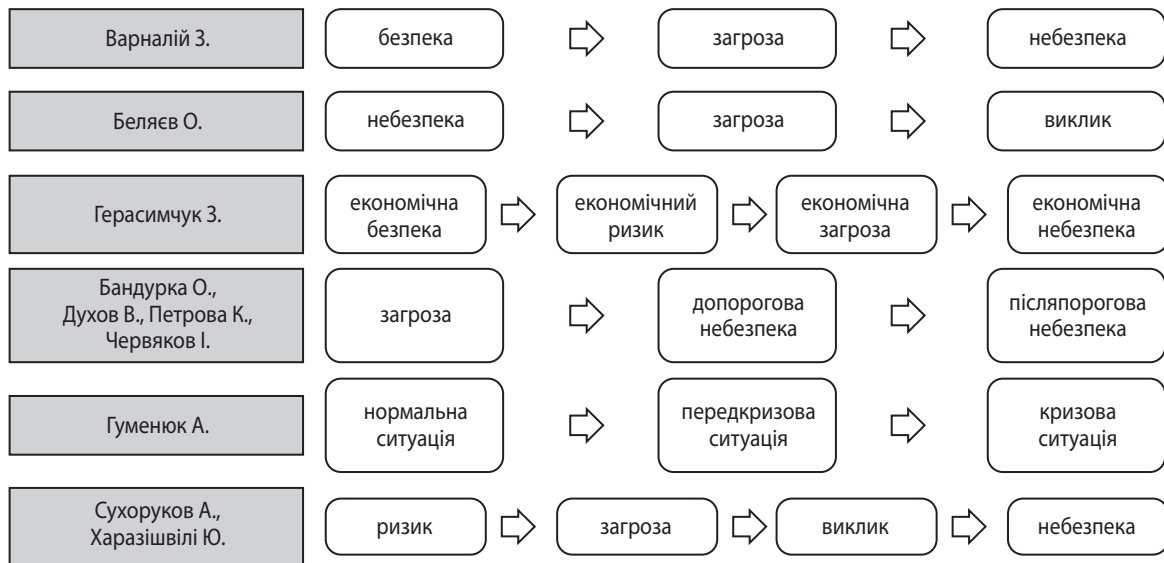 Варналій З.
безпека
загроза
небезпека
Беляєв О.
небезпека
загроза
виклик
Герасимчук З.
економічна
безпека
економічний
ризик
економічна
загроза
економічна
небезпека
Бандурка О.,
Духов В., Петрова К.,
Червяков І.
загроза
допорогова
небезпека
післяпорогова
небезпека
Гуменюк А.
нормальна
ситуація
передкризова
ситуація
кризова
ситуація
Сухоруков А.,
Харазішвілі Ю.
ризик
загроза
виклик
небезпека